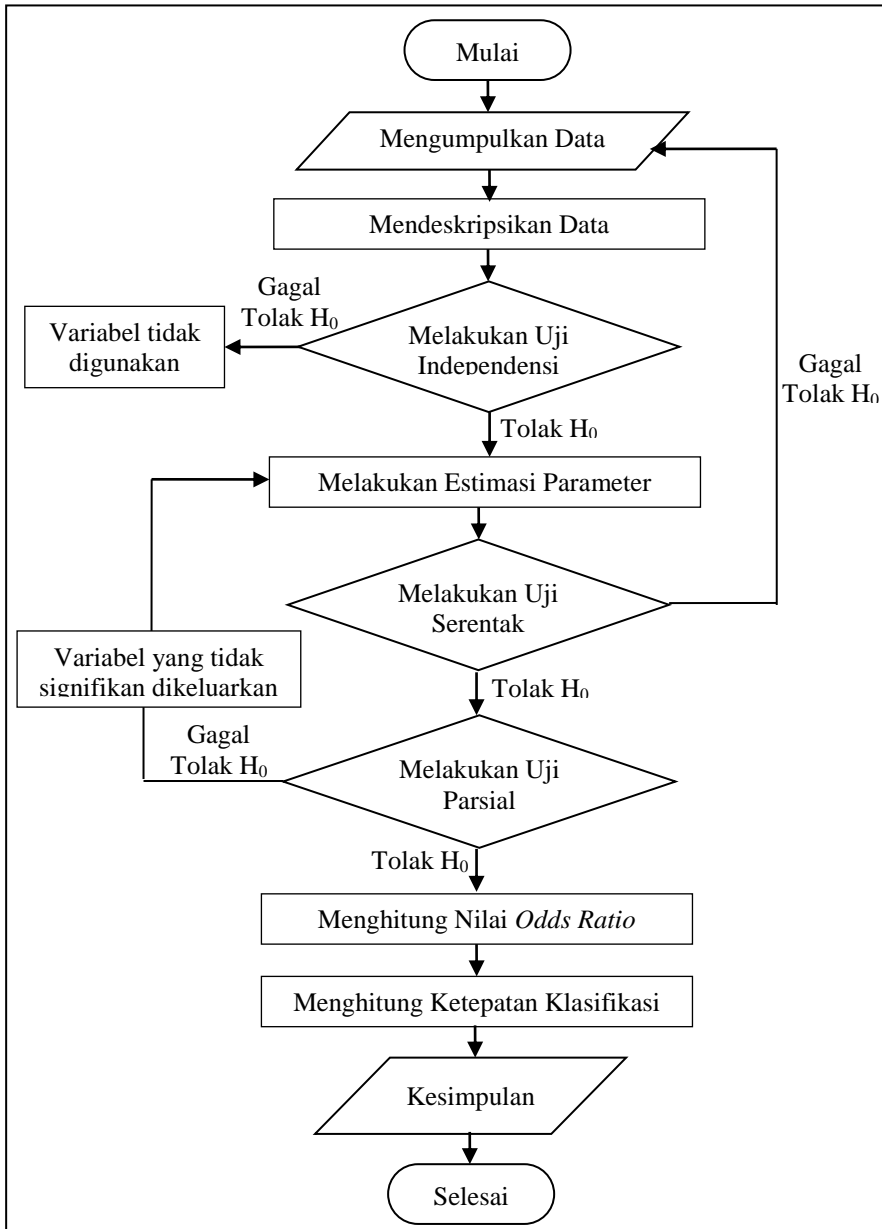 Mulai
Mengumpulkan Data
Mendeskripsikan Data
Gagal
Tolak H₀
Variabel tidak
digunakan
Melakukan Uji
Independensi
Gagal
Tolak H₀
Tolak H₀
Melakukan Estimasi Parameter
Melakukan Uji
Serentak
Variabel yang tidak
signifikan dikeluarkan
Tolak H₀
Gagal
Tolak H₀
Melakukan Uji
Parsial
Tolak H₀
Menghitung Nilai Odds Ratio
Menghitung Ketepatan Klasifikasi
Kesimpulan
Selesai